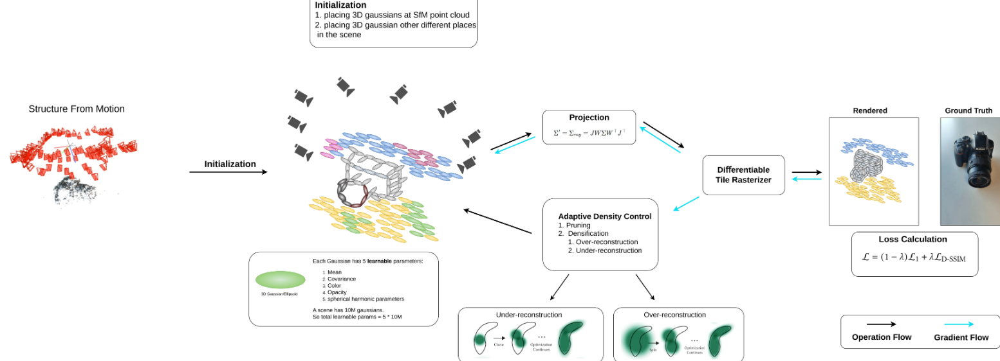 Initialization
1. placing 3D gaussians at SfM point cloud
2. placing 3D gaussian other different places
in the scene
Structure From Motion
Initialization
Projection
Σ′ = Σ_ray = JWΣW⊤J⊤
Differentiable
Tile Rasterizer
Rendered
Ground Truth
Adaptive Density Control
1. Pruning
2. Densification
1. Over-reconstruction
2. Under-reconstruction
Loss Calculation
ℒ = (1 − λ)ℒ₁ + λℒ_D-SSIM
Each Gaussian has 5 learnable parameters:
1. Mean
2. Covariance
3. Color
4. Opacity
5. spherical harmonic parameters
3D Gaussian/Ellipsoid
A scene has 10M gaussians.
So total learnable params = 5 * 10M
Under-reconstruction
Clone
...
Optimization
Continues
Over-reconstruction
Split
...
Optimization
Continues
Operation Flow
Gradient Flow